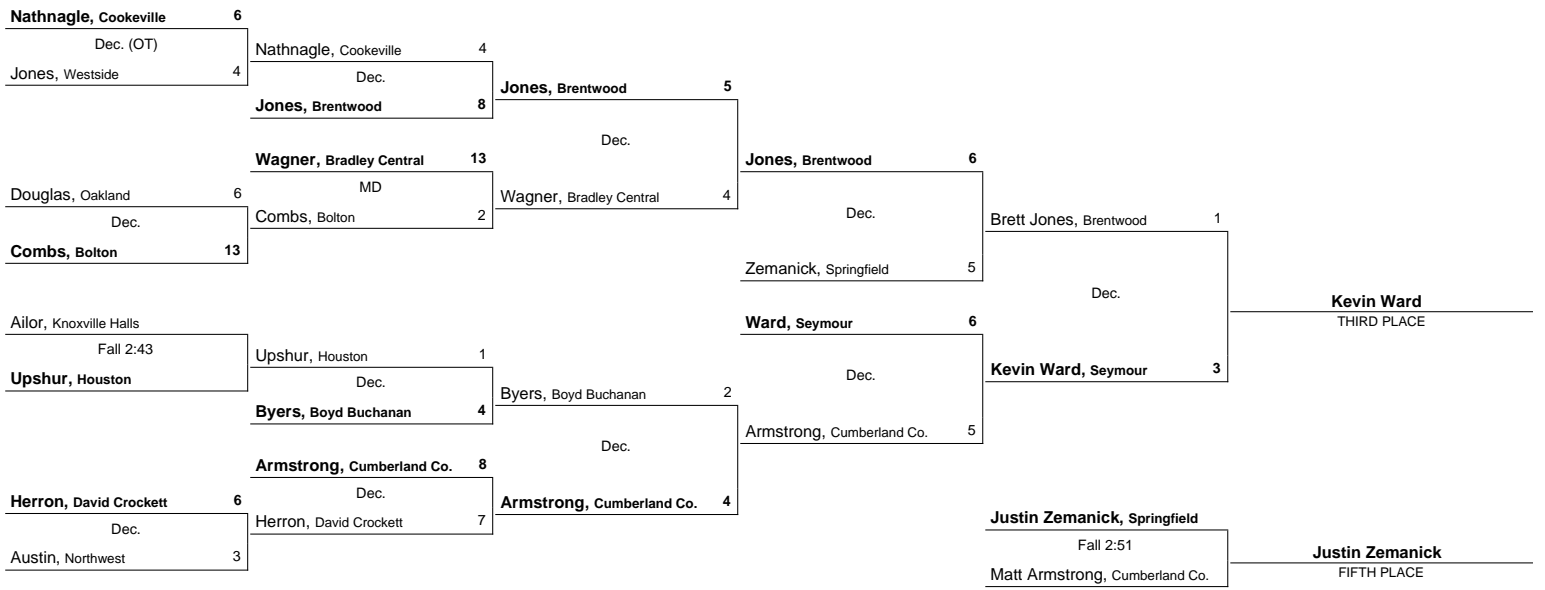 Nathnagle, Cookeville 6
Dec. (OT)
Jones, Westside 4
Douglas, Oakland 6
Dec.
Combs, Bolton 13
Ailor, Knoxville Halls
Fall 2:43
Upshur, Houston
Herron, David Crockett 6
Dec.
Austin, Northwest 3
Nathnagle, Cookeville 4
Dec.
Jones, Brentwood 8
Wagner, Bradley Central 13
MD
Combs, Bolton 2
Upshur, Houston 1
Dec.
Byers, Boyd Buchanan 4
Armstrong, Cumberland Co. 8
Dec.
Herron, David Crockett 7
Jones, Brentwood 5
Dec.
Wagner, Bradley Central 4
Byers, Boyd Buchanan 2
Dec.
Armstrong, Cumberland Co. 4
Jones, Brentwood 6
Dec.
Zemanick, Springfield 5
Ward, Seymour 6
Dec.
Armstrong, Cumberland Co. 5
Brett Jones, Brentwood 1
Dec.
Kevin Ward, Seymour 3
Kevin Ward
THIRD PLACE
Justin Zemanick, Springfield
Fall 2:51
Matt Armstrong, Cumberland Co.
Justin Zemanick
FIFTH PLACE